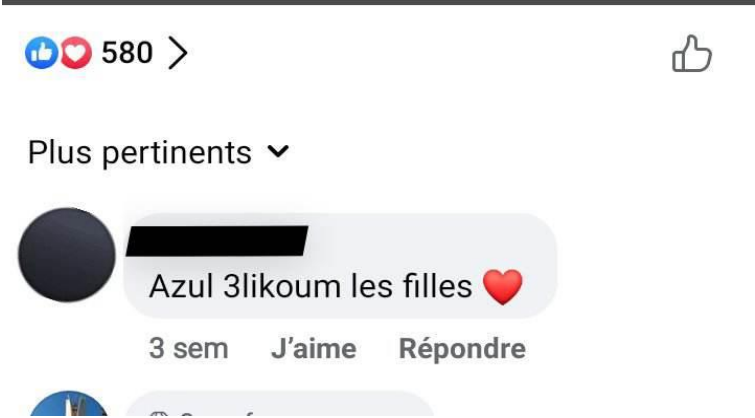 580
Plus pertinents
Azul 3likoum les filles ❤️
3 sem J'aime Répondre